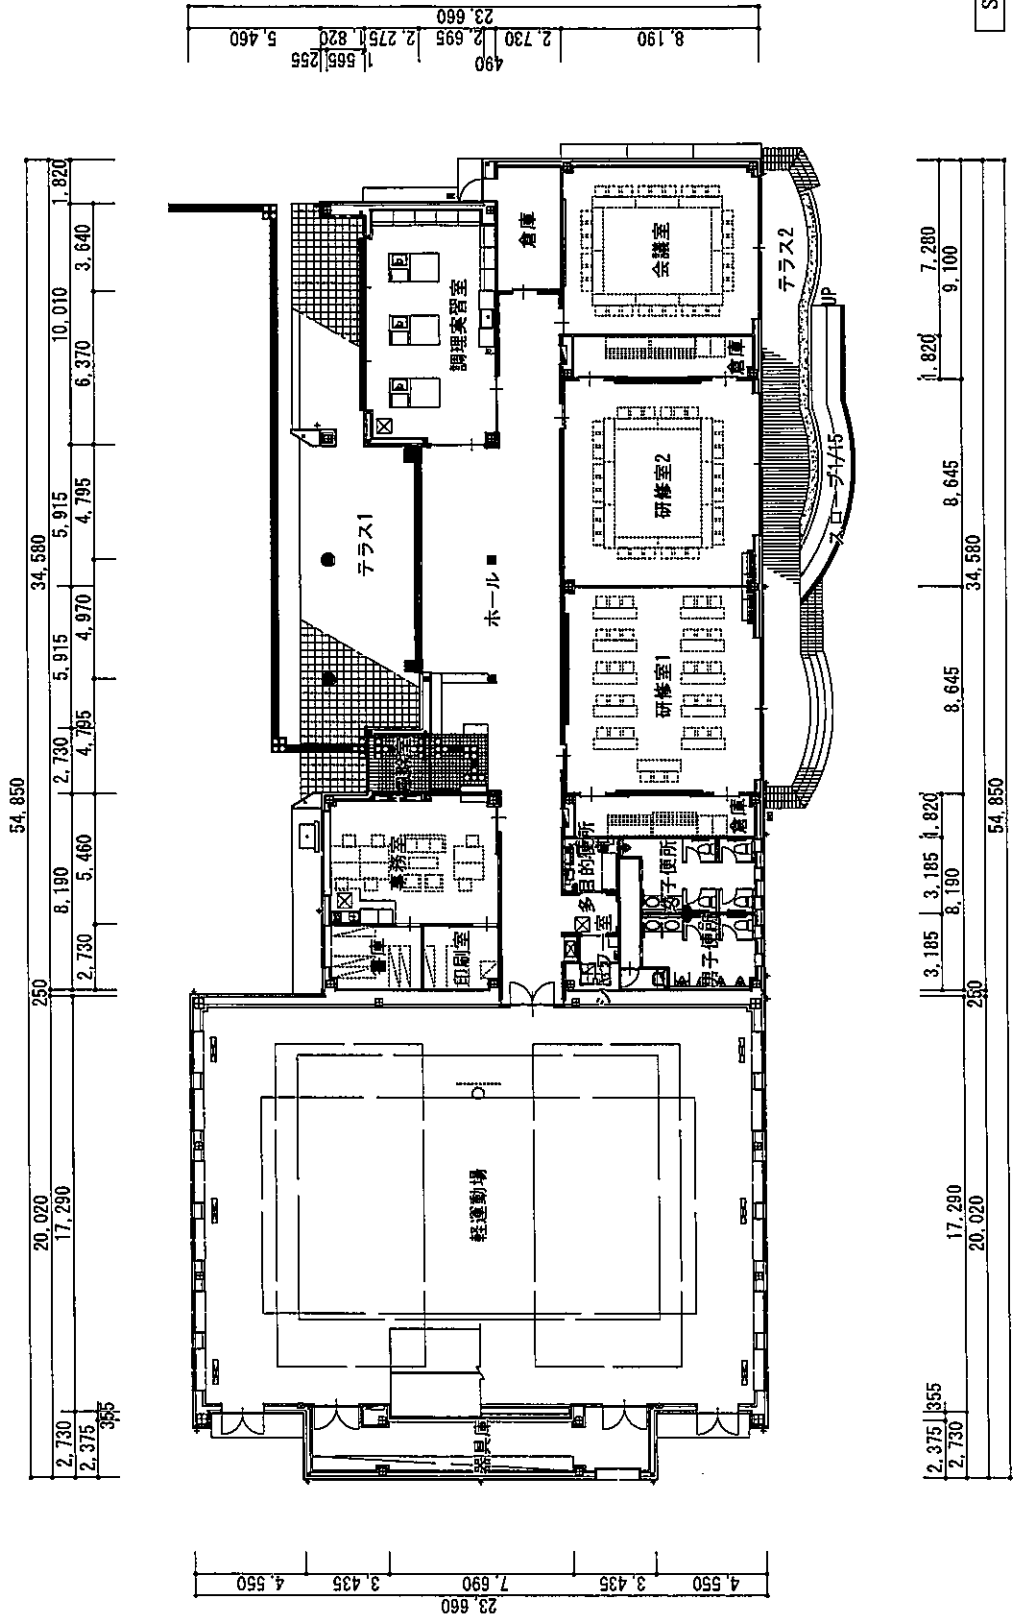 23,660
5,460
1,820
2,275
2,695
2,730
8,190
255
1,565
490
S
54,850
34,580
250
20,020
1,820
10,010
5,915
5,915
2,730
8,190
17,290
2,730
3,640
6,370
4,795
4,970
4,795
5,460
2,730
355
2,375
調理実習室
倉庫
会議室
テラス2
UP
倉庫
スロープ1/15
テラス1
ホール
研修室2
研修室1
事務室
書庫
印刷室
多目的便所
倉庫
女子便所
男子便所
軽運動場
器具庫
7,280
9,100
1,820
8,645
34,580
8,645
54,850
1,820
3,185
8,190
3,185
250
17,290
20,020
355
2,375
2,730
4,550
3,435
7,690
3,435
4,550
23,660